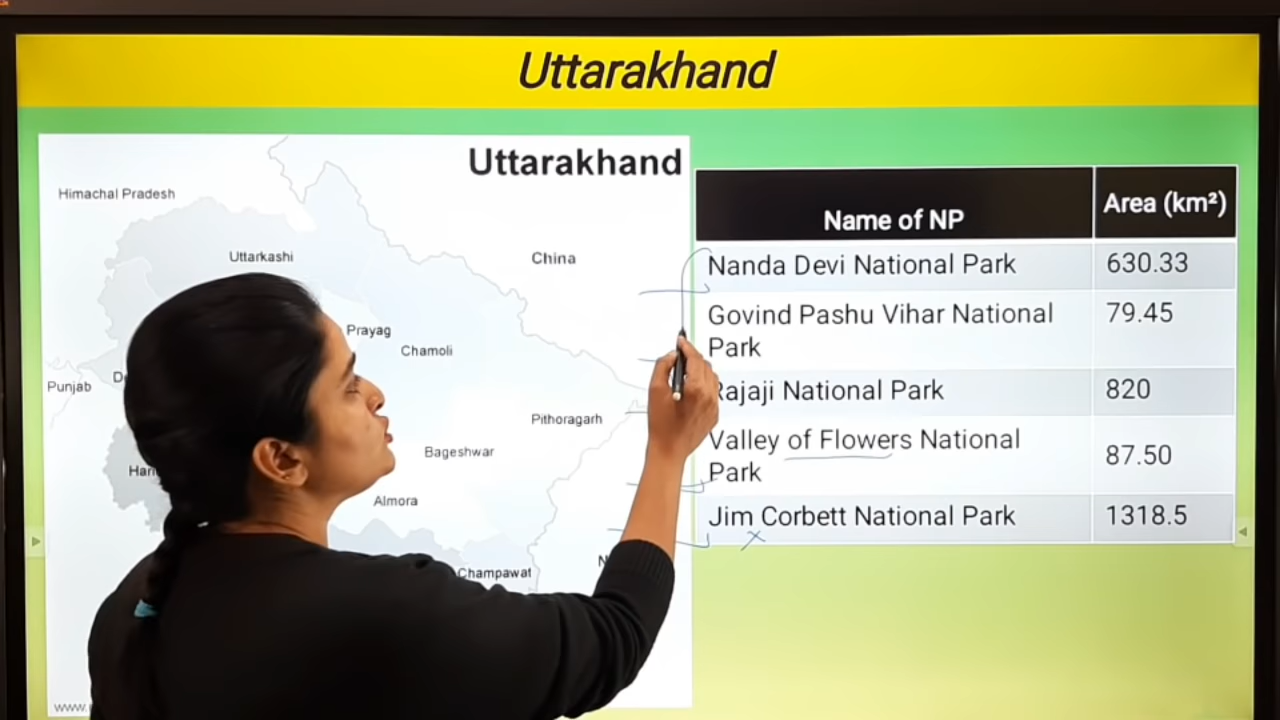 Uttarakhand
Uttarakhand
Himachal Pradesh
Uttarkashi
China
Prayag
Chamoli
Punjab
Pithoragarh
Bageshwar
Almora
Champawat
www.
Name of NP
Area (km²)
Nanda Devi National Park
630.33
Govind Pashu Vihar National
Park
79.45
Rajaji National Park
820
Valley of Flowers National
Park
87.50
Jim Corbett National Park
1318.5